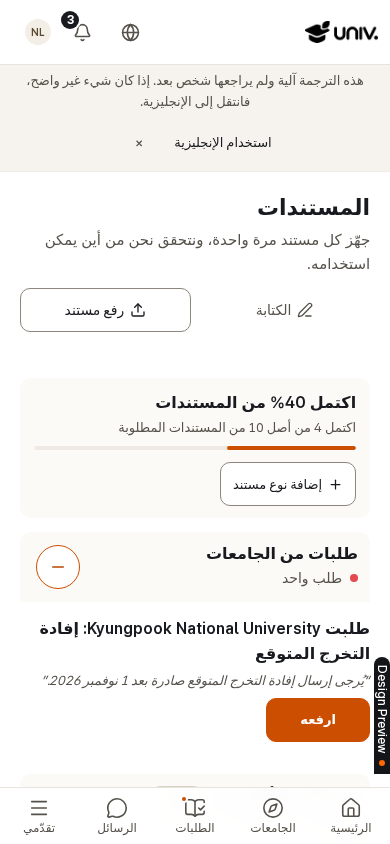 UNIV.
3
NL
هذه الترجمة آلية ولم يراجعها شخص بعد. إذا كان شيء غير واضح،
فانتقل إلى الإنجليزية.
استخدام الإنجليزية ×
المستندات
جهّز كل مستند مرة واحدة، ونتحقق نحن من أين يمكن
استخدامه.
الكتابة
رفع مستند
اكتمل 40% من المستندات
اكتمل 4 من أصل 10 من المستندات المطلوبة
+ إضافة نوع مستند
طلبات من الجامعات
طلب واحد
طلبت Kyungpook National University: إفادة
التخرج المتوقع
"يُرجى إرسال إفادة التخرج المتوقع صادرة بعد 1 نوفمبر 2026."
ارفعه
Design Preview
الرئيسية
الجامعات
الطلبات
الرسائل
تقدّمي